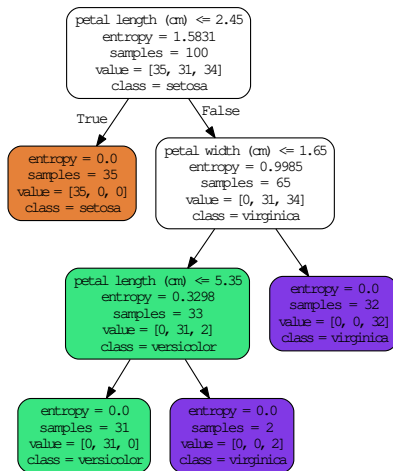 petal length (cm) <= 2.45
entropy = 1.5831
samples = 100
value = [35, 31, 34]
class = setosa
True
False
entropy = 0.0
samples = 35
value = [35, 0, 0]
class = setosa
petal width (cm) <= 1.65
entropy = 0.9985
samples = 65
value = [0, 31, 34]
class = virginica
petal length (cm) <= 5.35
entropy = 0.3298
samples = 33
value = [0, 31, 2]
class = versicolor
entropy = 0.0
samples = 32
value = [0, 0, 32]
class = virginica
entropy = 0.0
samples = 31
value = [0, 31, 0]
class = versicolor
entropy = 0.0
samples = 2
value = [0, 0, 2]
class = virginica